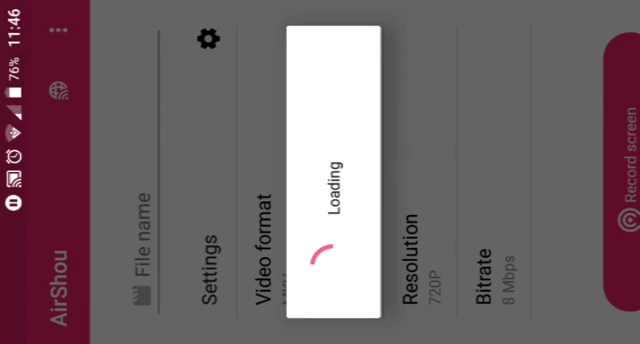 76% 11:46
AirShou
File name
Settings
Video format
Loading
Resolution
720P
Bitrate
8 Mbps
Record screen